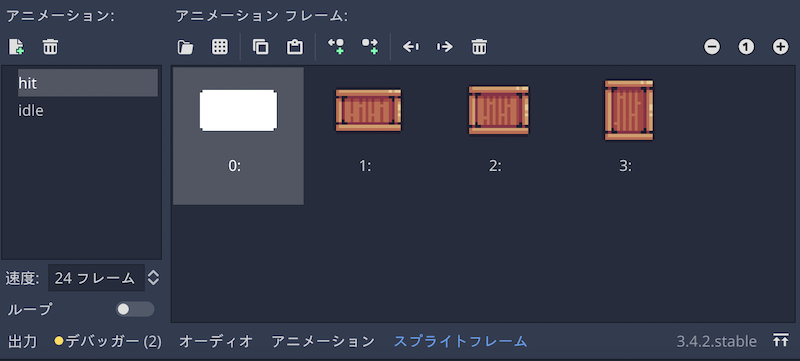 アニメーション: アニメーション フレーム:
hit
idle
0: 1: 2: 3:
速度: 24 フレーム
ループ
出力 デバッガー (2) オーディオ アニメーション スプライトフレーム 3.4.2.stable